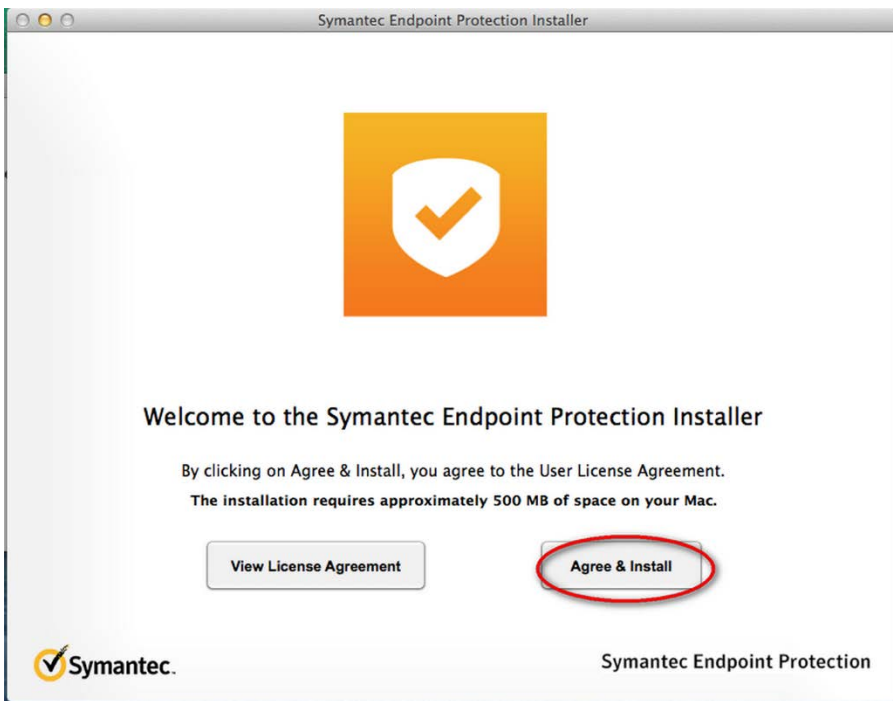 Symantec Endpoint Protection Installer
Welcome to the Symantec Endpoint Protection Installer
By clicking on Agree & Install, you agree to the User License Agreement.
The installation requires approximately 500 MB of space on your Mac.
View License Agreement
Agree & Install
Symantec.
Symantec Endpoint Protection